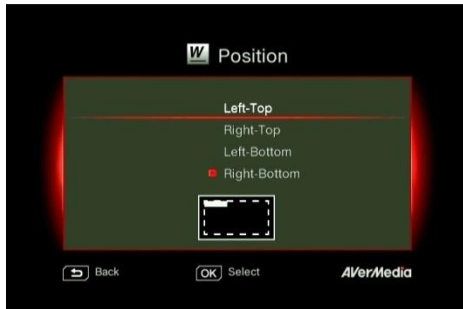 W Position
Left-Top
Right-Top
Left-Bottom
Right-Bottom
Back OK Select AVerMedia